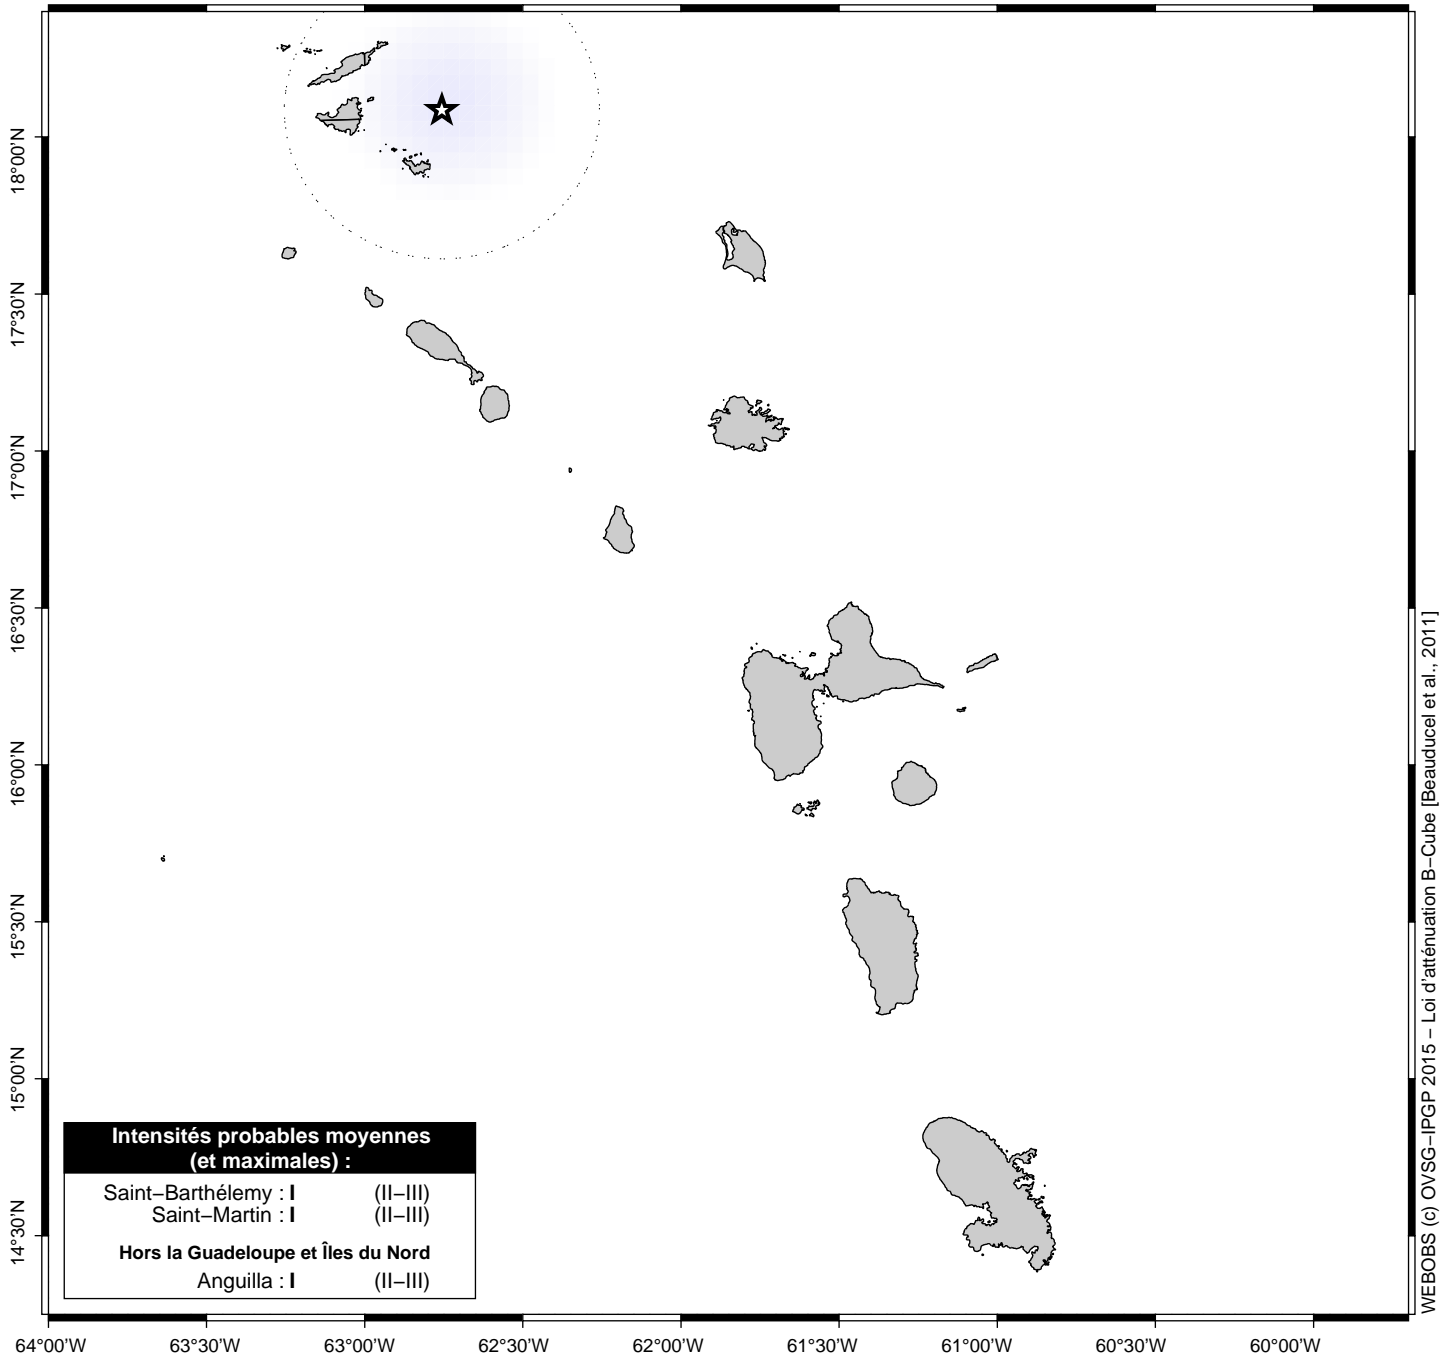 18°00'N
17°30'N
17°00'N
16°30'N
16°00'N
15°30'N
15°00'N
14°30'N
Intensités probables moyennes
(et maximales) :
Saint−Barthélemy : I (II−III)
Saint−Martin : I (II−III)
Hors la Guadeloupe et Îles du Nord
Anguilla : I (II−III)
64°00'W 63°30'W 63°00'W 62°30'W 62°00'W 61°30'W 61°00'W 60°30'W 60°00'W
WEBOBS (c) OVSG−IPGP 2015 − Loi d'atténuation B−Cube [Beauducel et al., 2011]